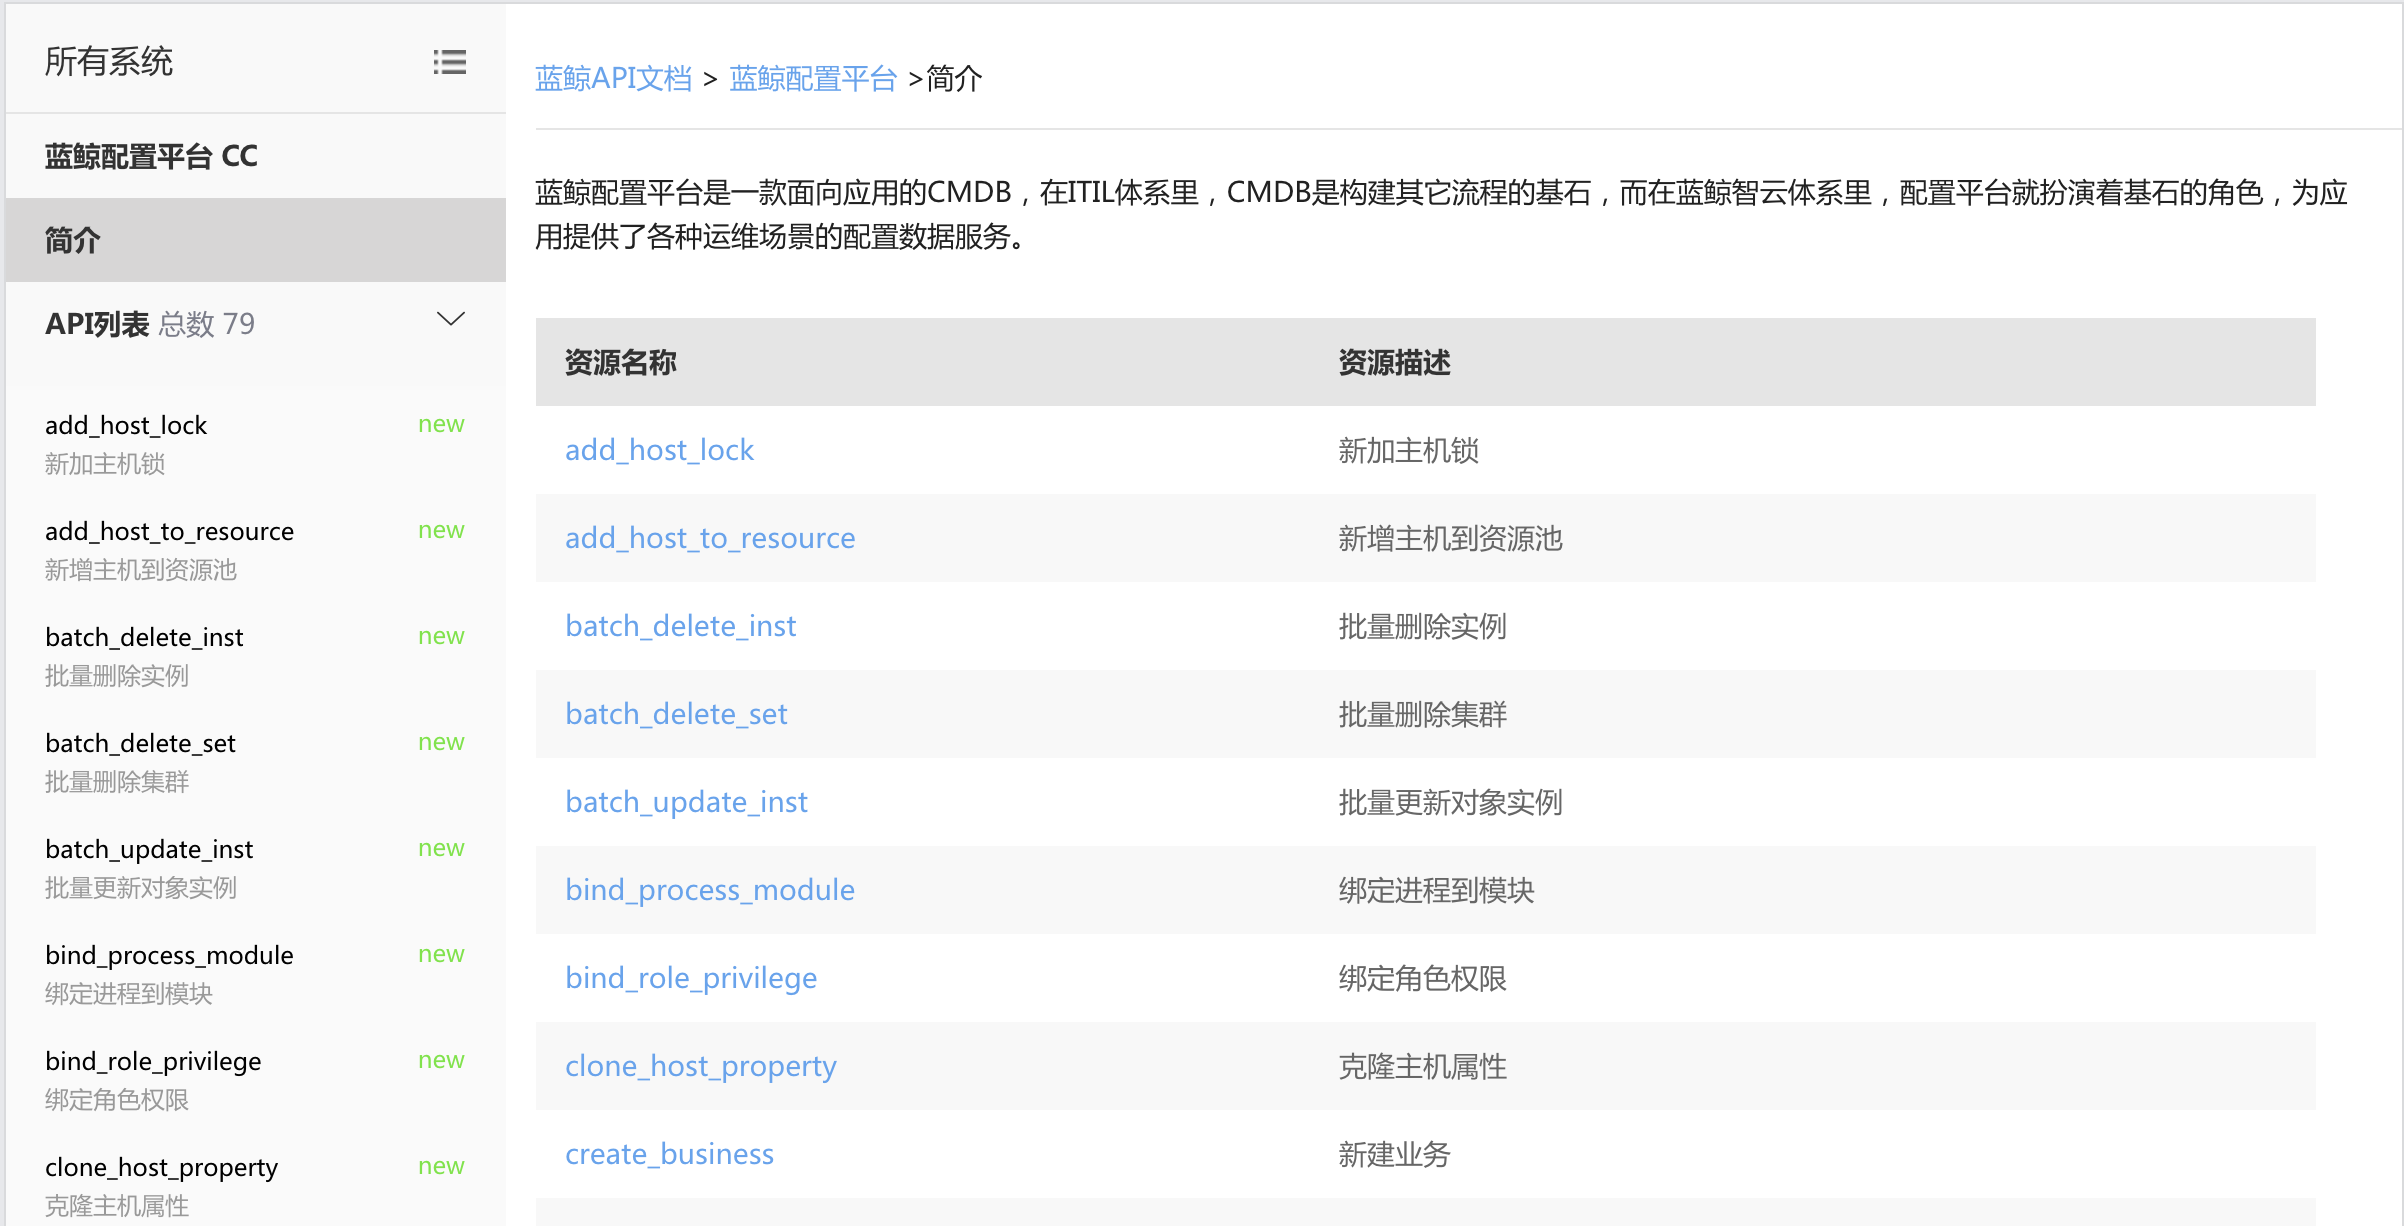 所有系统
蓝鲸配置平台 CC
简介
API列表 总数 79
add_host_lock new
新加主机锁
add_host_to_resource new
新增主机到资源池
batch_delete_inst new
批量删除实例
batch_delete_set new
批量删除集群
batch_update_inst new
批量更新对象实例
bind_process_module new
绑定进程到模块
bind_role_privilege new
绑定角色权限
clone_host_property new
克隆主机属性
蓝鲸API文档 > 蓝鲸配置平台 >简介
蓝鲸配置平台是一款面向应用的CMDB，在ITIL体系里，CMDB是构建其它流程的基石，而在蓝鲸智云体系里，配置平台就扮演着基石的角色，为应
用提供了各种运维场景的配置数据服务。
资源名称 资源描述
add_host_lock 新加主机锁
add_host_to_resource 新增主机到资源池
batch_delete_inst 批量删除实例
batch_delete_set 批量删除集群
batch_update_inst 批量更新对象实例
bind_process_module 绑定进程到模块
bind_role_privilege 绑定角色权限
clone_host_property 克隆主机属性
create_business 新建业务